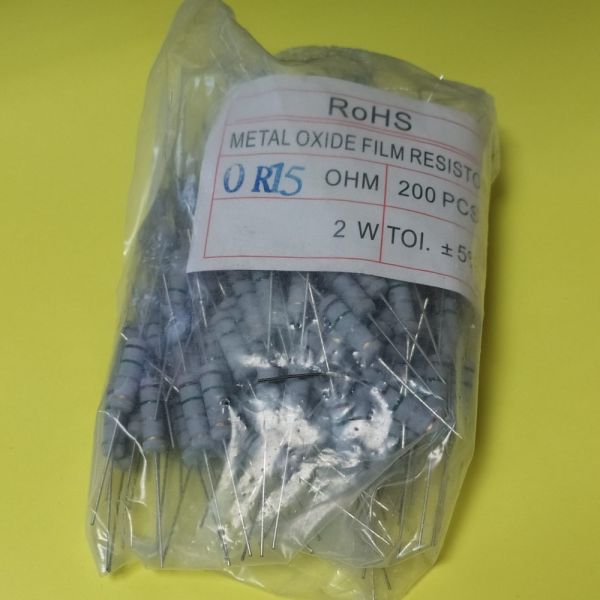 RoHS
METAL OXIDE FILM RESISTO
0 R15 OHM 200 PCS
2 W TOI. ± 5%